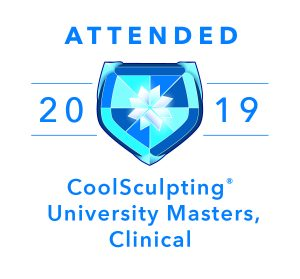 ATTENDED
20 19
CoolSculpting®
University Masters,
Clinical